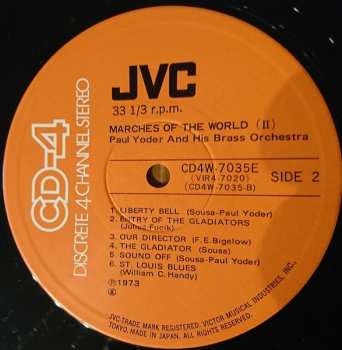 CD-4
DISCRETE 4 CHANNEL STEREO
JVC
33 1/3 r.p.m.
MARCHES OF THE WORLD (II)
Paul Yoder And His Brass Orchestra
CD4W-7035E
(VIR4-7020)
(CD4W-7035-B)
SIDE 2
1. LIBERTY BELL (Sousa-Paul Yoder)
2. ENTRY OF THE GLADIATORS
(Julius Fucik)
3. OUR DIRECTOR (F.E.Bigelow)
4. THE GLADIATOR (Sousa)
5. SOUND OFF (Sousa-Paul Yoder)
6. ST. LOUIS BLUES
(William C. Handy)
Ⓟ1973
JVC-TRADE MARK REGISTERED. VICTOR MUSICAL INDUSTRIES, INC.,
TOKYO, MADE IN JAPAN. ALL RIGHTS RESERVED.